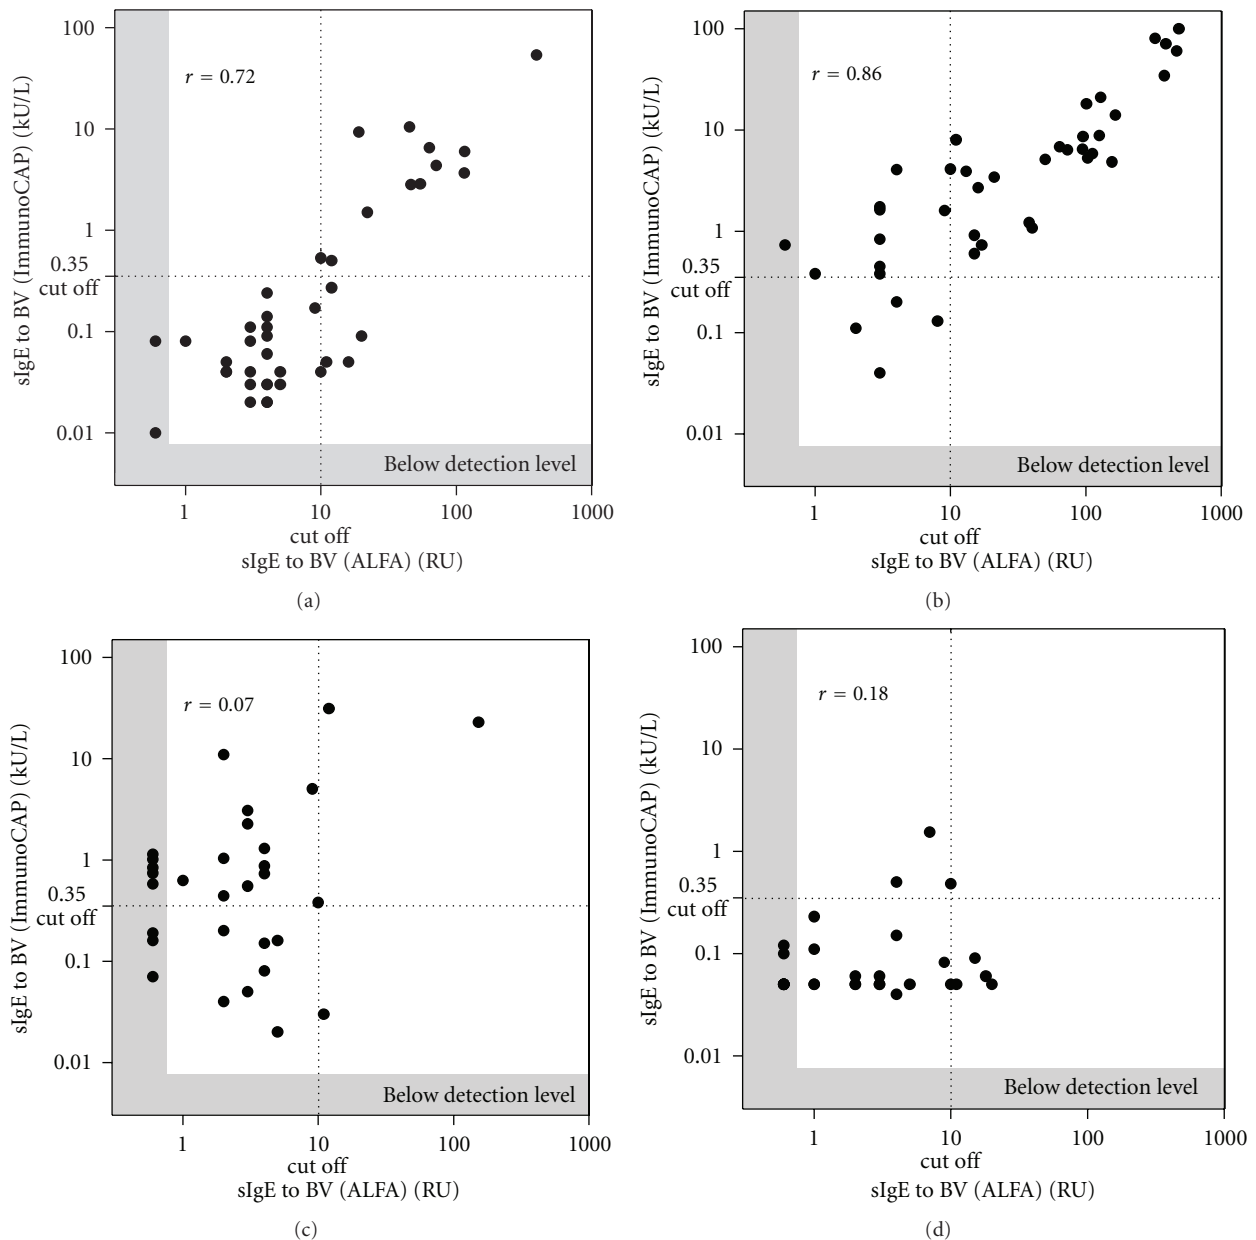 100
10
1
0.35
cut off
0.1
0.01
sIgE to BV (ImmunoCAP) (kU/L)
r = 0.72
Below detection level
1 10 100 1000
cut off
sIgE to BV (ALFA) (RU)
(a)
100
10
1
0.35
cut off
0.1
0.01
sIgE to BV (ImmunoCAP) (kU/L)
r = 0.86
Below detection level
1 10 100 1000
cut off
sIgE to BV (ALFA) (RU)
(b)
100
10
1
0.35
cut off
0.1
0.01
sIgE to BV (ImmunoCAP) (kU/L)
r = 0.07
Below detection level
1 10 100 1000
cut off
sIgE to BV (ALFA) (RU)
(c)
100
10
1
0.35
cut off
0.1
0.01
sIgE to BV (ImmunoCAP) (kU/L)
r = 0.18
Below detection level
1 10 100 1000
cut off
sIgE to BV (ALFA) (RU)
(d)